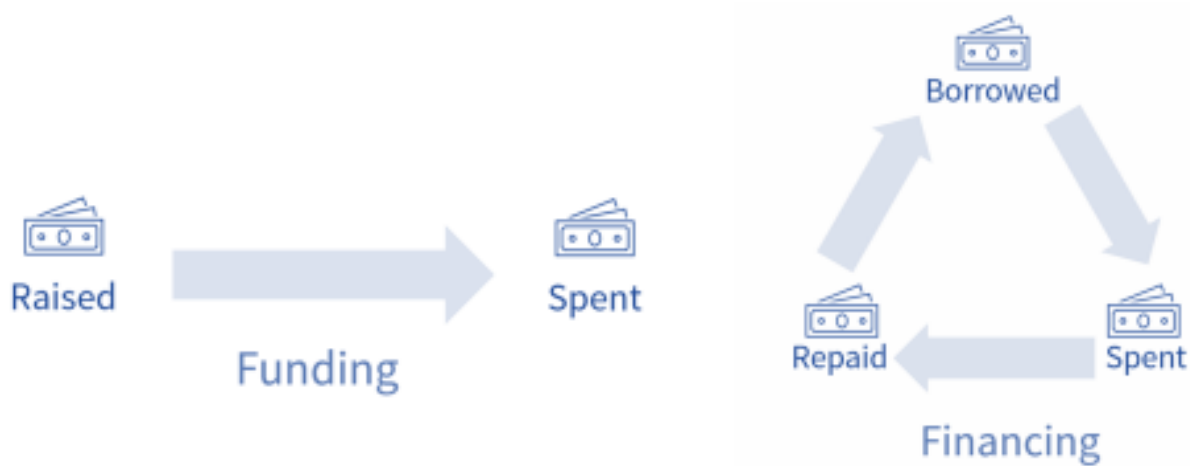 Raised
Spent
Funding
Borrowed
Repaid
Spent
Financing